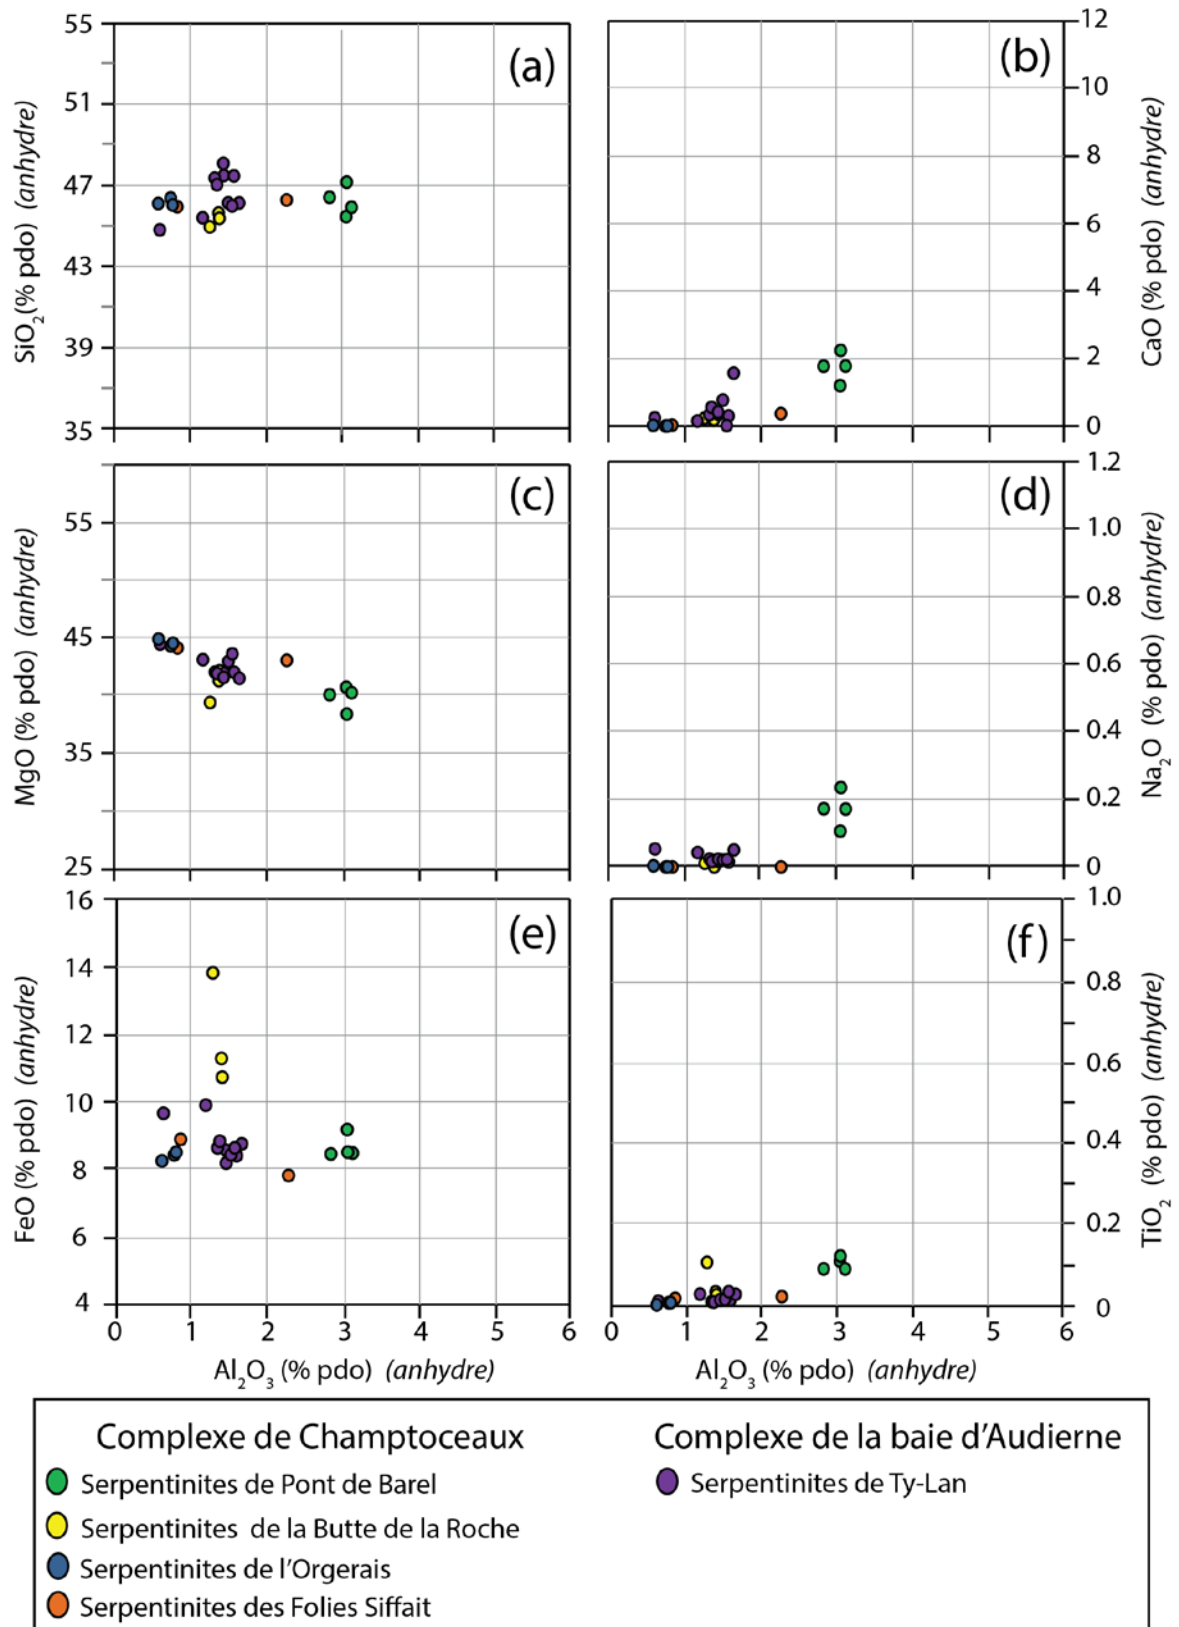 55
51
47
43
39
35
SiO₂(% pdo) (anhydre)
(a)
12
10
8
6
4
2
0
CaO (% pdo) (anhydre)
(b)
55
45
35
25
MgO (% pdo) (anhydre)
(c)
1.2
1.0
0.8
0.6
0.4
0.2
0
Na₂O (% pdo) (anhydre)
(d)
16
14
12
10
8
6
4
FeO (% pdo) (anhydre)
(e)
0 1 2 3 4 5 6
Al₂O₃ (% pdo) (anhydre)
1.0
0.8
0.6
0.4
0.2
0
TiO₂ (% pdo) (anhydre)
(f)
0 1 2 3 4 5 6
Al₂O₃ (% pdo) (anhydre)
Complexe de Champtoceaux
Serpentinites de Pont de Barel
Serpentinites de la Butte de la Roche
Serpentinites de l'Orgerais
Serpentinites des Folies Siffait
Complexe de la baie d'Audierne
Serpentinites de Ty-Lan